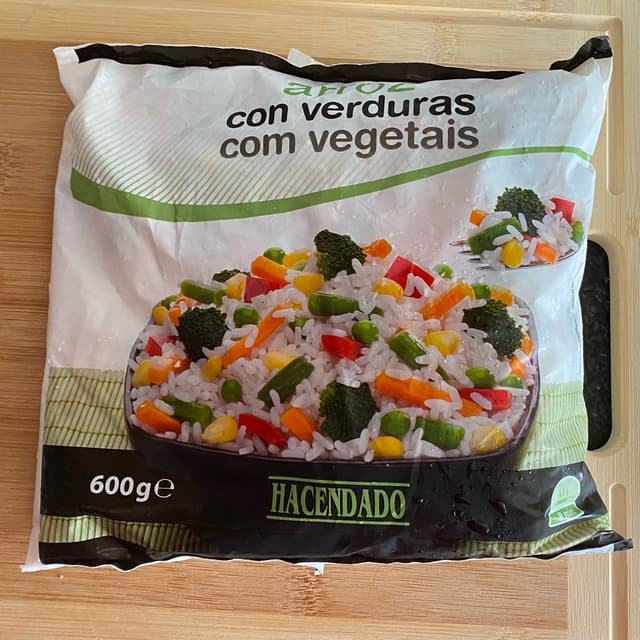 arroz
con verduras
com vegetais
600g℮
HACENDADO